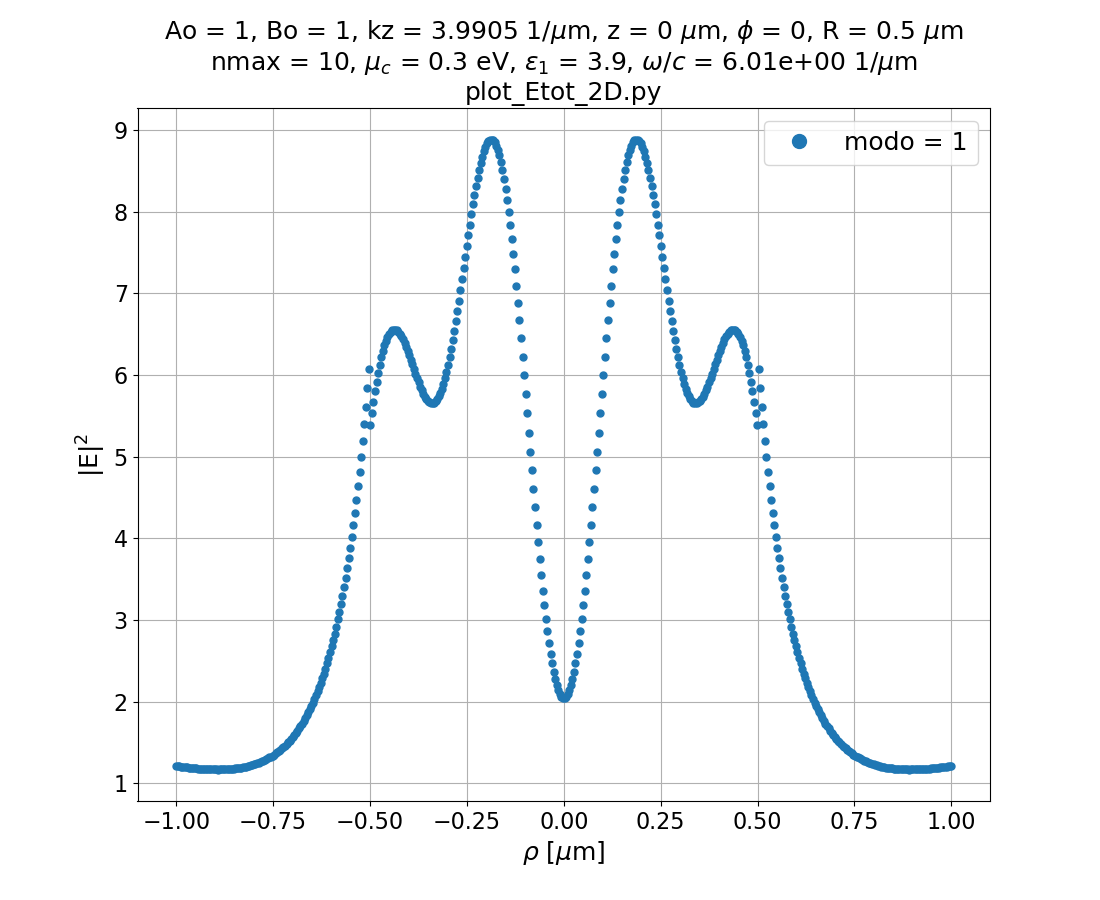 Ao = 1, Bo = 1, kz = 3.9905 1/μm, z = 0 μm, ϕ = 0, R = 0.5 μm
nmax = 10, μ_c = 0.3 eV, ε_1 = 3.9, ω/c = 6.01e+00 1/μm
plot_Etot_2D.py
modo = 1
9
8
7
6
5
4
3
2
1
|E|²
−1.00 −0.75 −0.50 −0.25 0.00 0.25 0.50 0.75 1.00
ρ [μm]